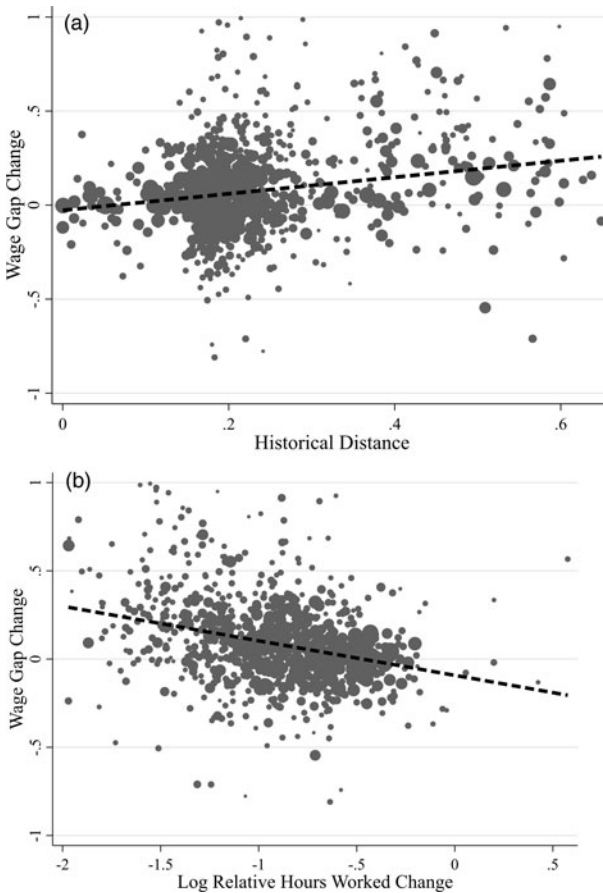 (a)
1
.5
0
-.5
-1
Wage Gap Change
0 .2 .4 .6
Historical Distance
(b)
1
.5
0
-.5
-1
Wage Gap Change
-2 -1.5 -1 -.5 0 .5
Log Relative Hours Worked Change